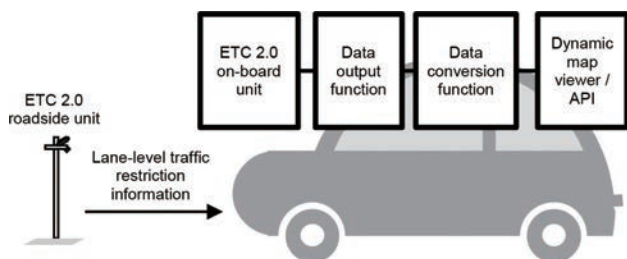 ETC 2.0
on-board
unit
Data
output
function
Data
conversion
function
Dynamic
map
viewer /
API
ETC 2.0
roadside unit
Lane-level traffic
restriction
information